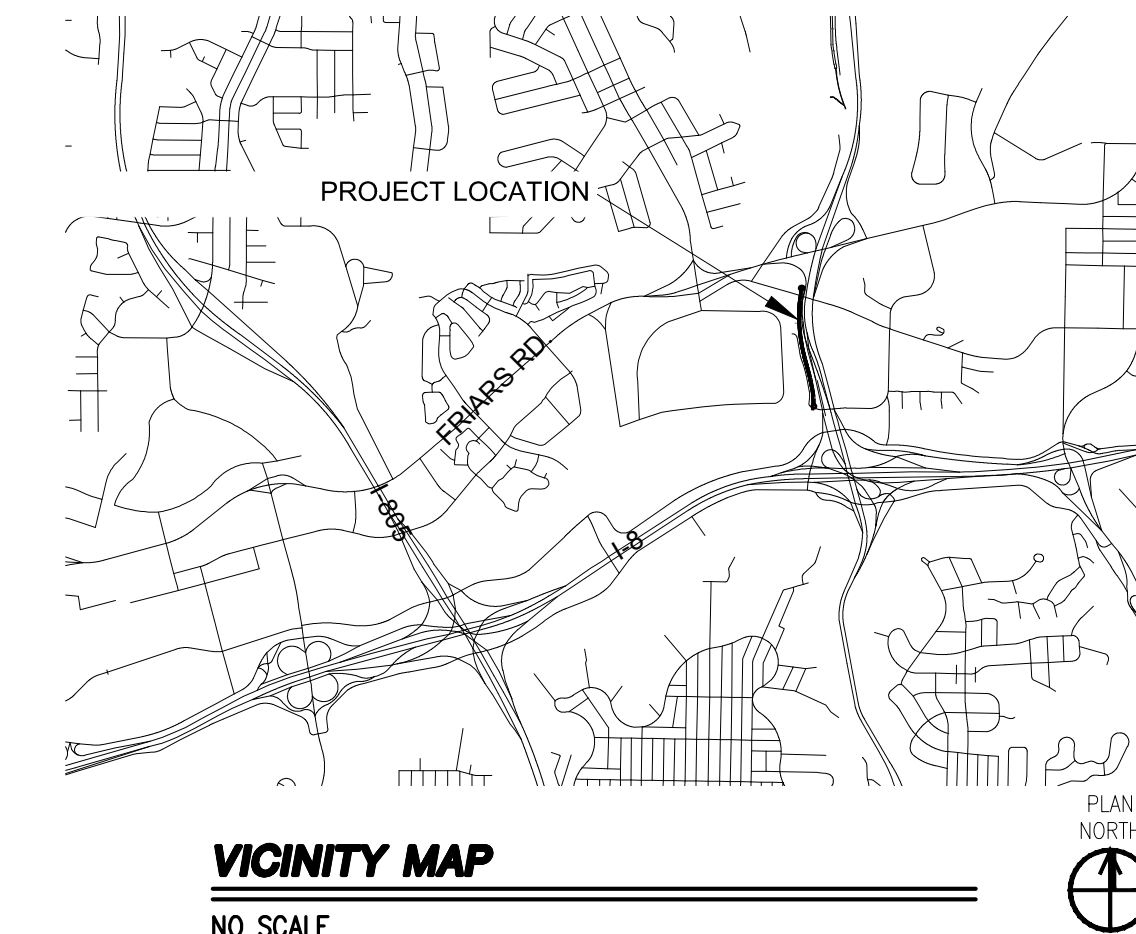 PROJECT LOCATION
FRIARS RD.
I-805
I-8
PLAN
NORTH
VICINITY MAP
NO SCALE